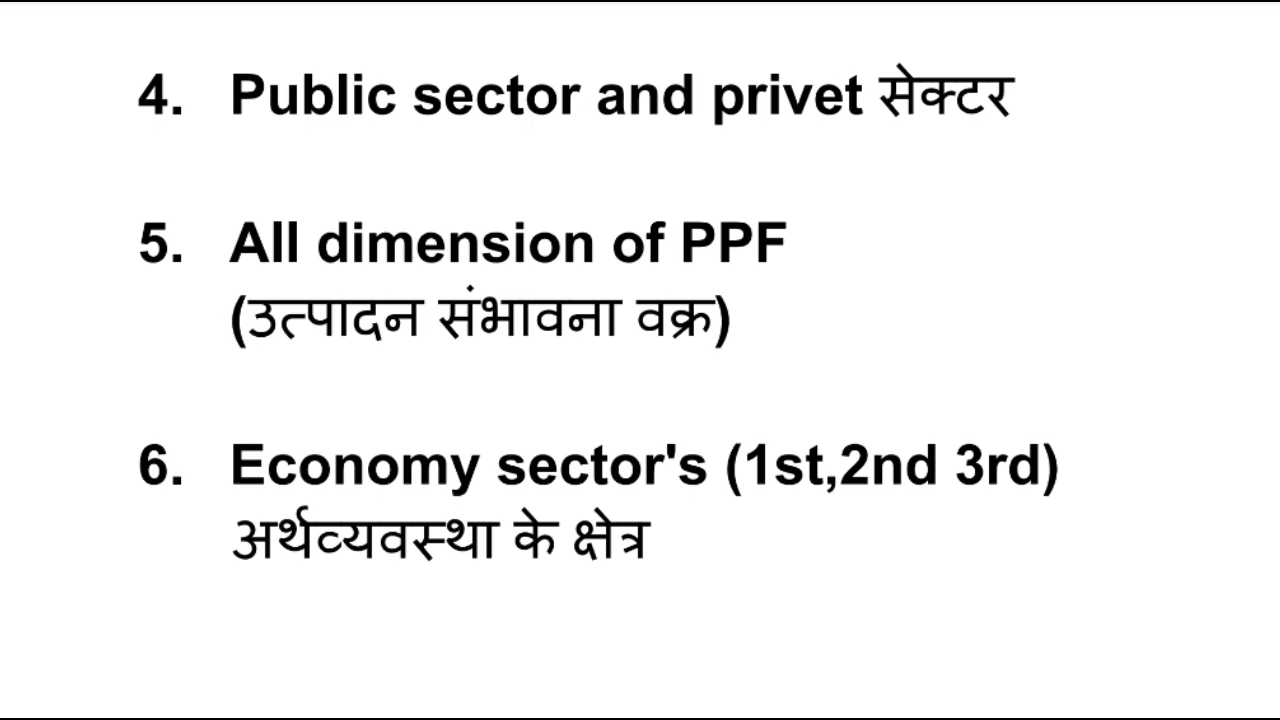 4. Public sector and privet सेक्टर
5. All dimension of PPF
(उत्पादन संभावना वक्र)
6. Economy sector's (1st,2nd 3rd)
अर्थव्यवस्था के क्षेत्र